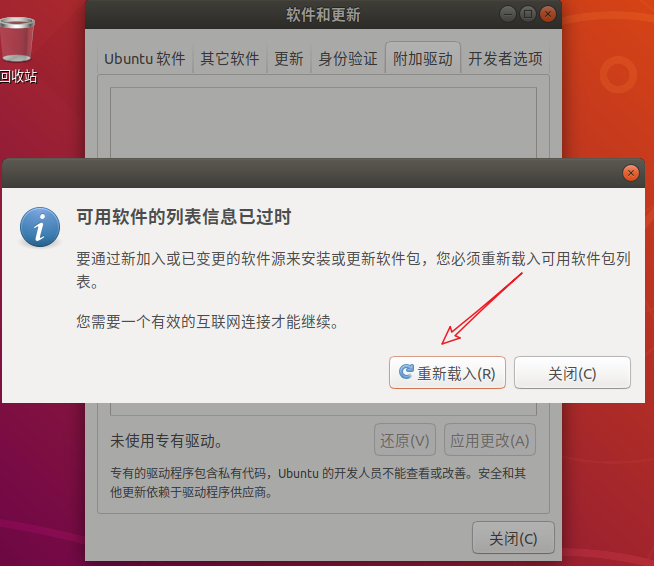 软件和更新
回收站
Ubuntu 软件 其它软件 更新 身份验证 附加驱动 开发者选项
可用软件的列表信息已过时
要通过新加入或已变更的软件源来安装或更新软件包，您必须重新载入可用软件包列
表。
您需要一个有效的互联网连接才能继续。
重新载入(R) 关闭(C)
未使用专有驱动。 还原(V) 应用更改(A)
专有的驱动程序包含私有代码，Ubuntu 的开发人员不能查看或改善。安全和其
他更新依赖于驱动程序供应商。
关闭(C)